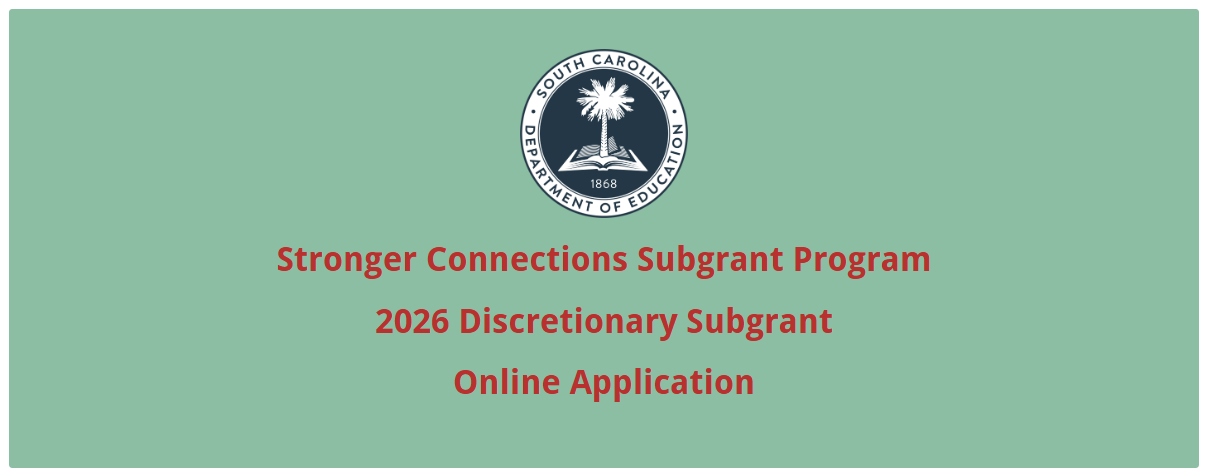 SOUTH CAROLINA
DEPARTMENT OF EDUCATION
1868
Stronger Connections Subgrant Program
2026 Discretionary Subgrant
Online Application